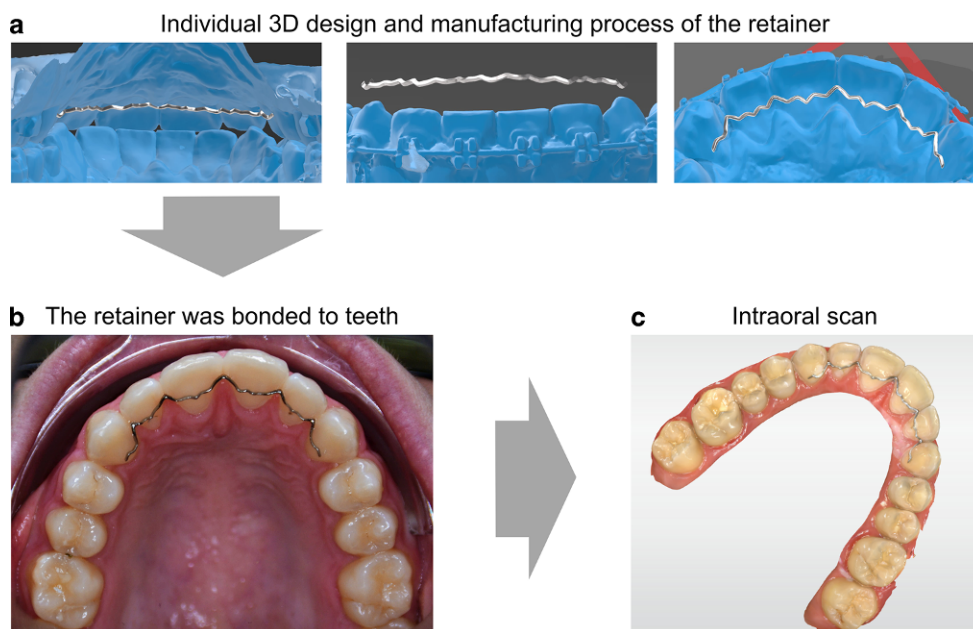 a Individual 3D design and manufacturing process of the retainer
b The retainer was bonded to teeth
c Intraoral scan